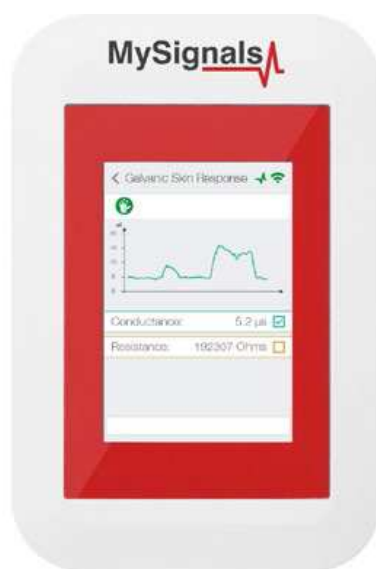 MySignals
< Galvanic Skin Response
Conductance: 5.2 µs
Resistance: 192307 Ohms